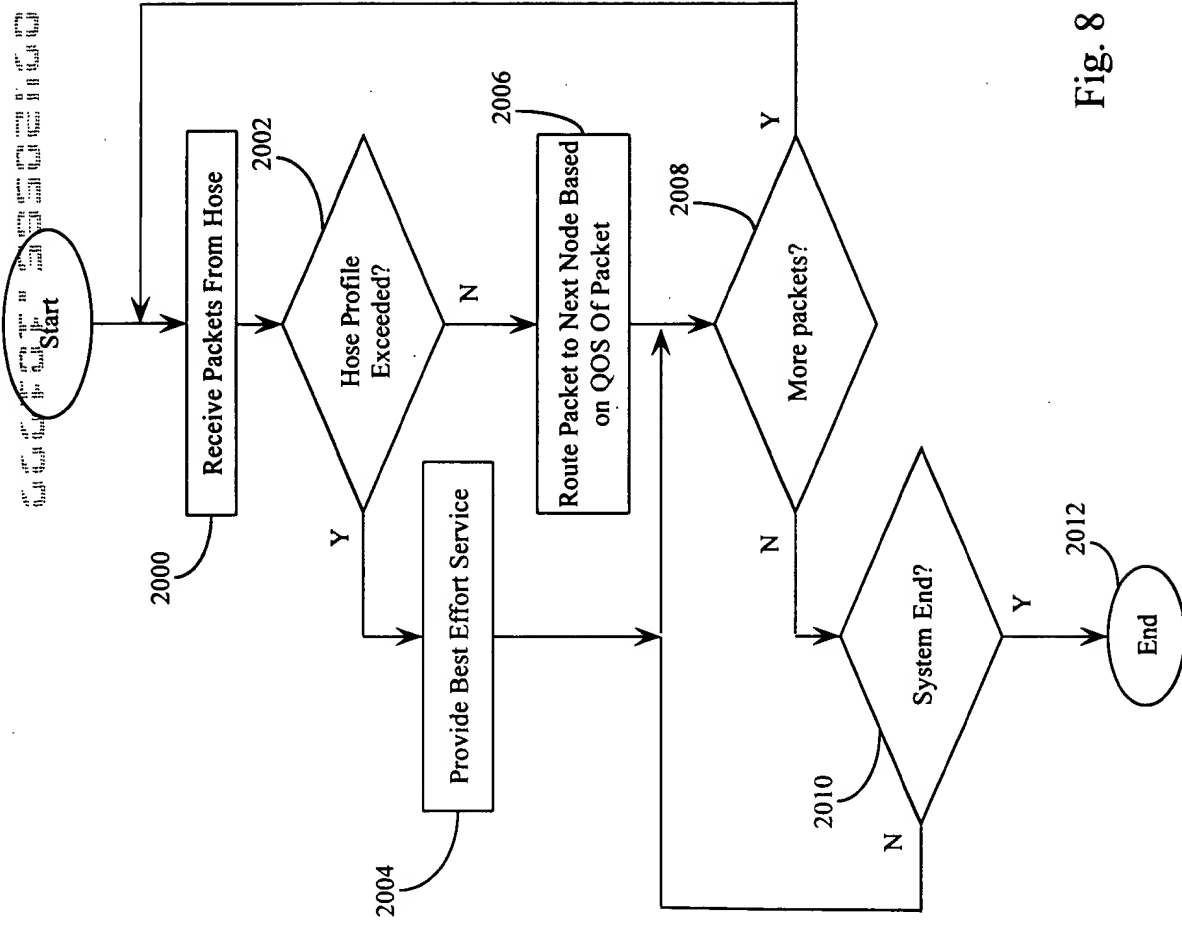 Start
Receive Packets From Hose
2000
Hose Profile
Exceeded?
2002
Y
N
Provide Best Effort Service
2004
Route Packet to Next Node Based
on QOS Of Packet
2006
More packets?
2008
Y
N
System End?
2010
N
Y
End
2012
Fig. 8